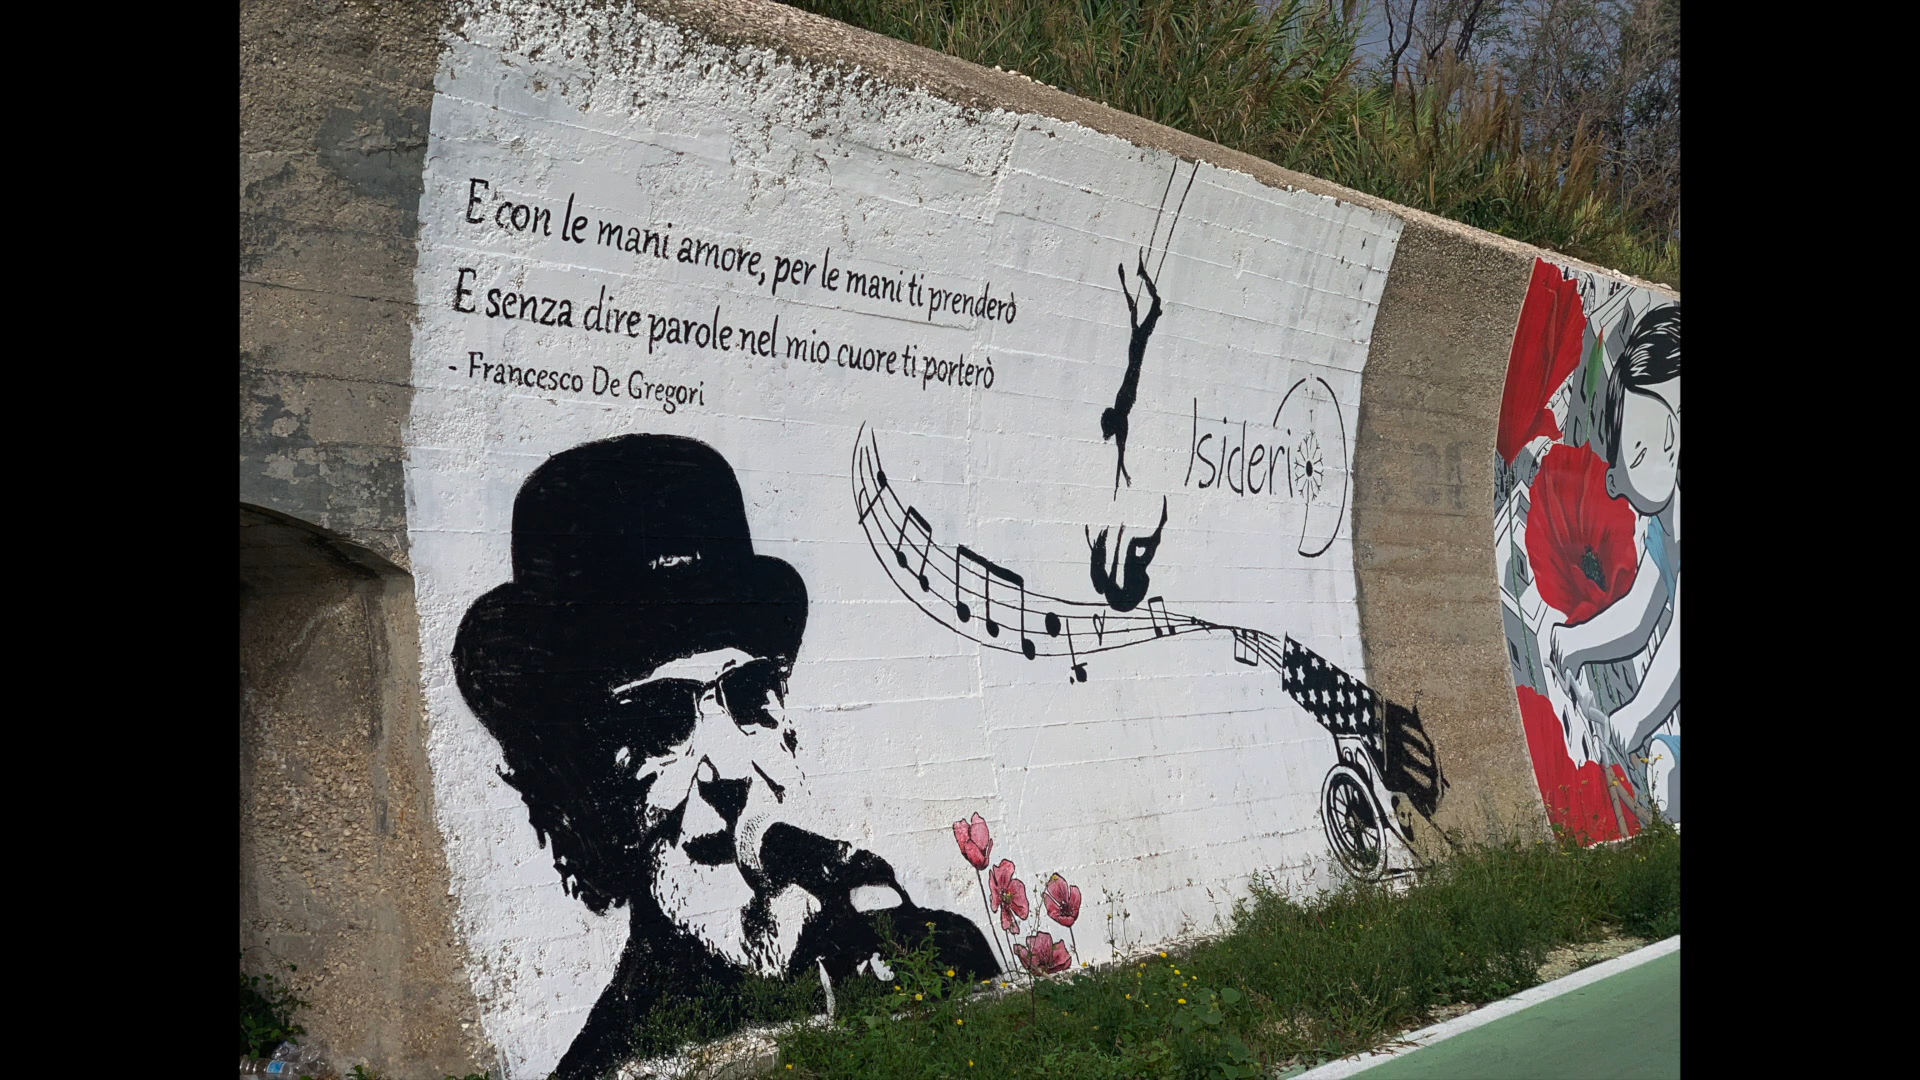 E con le mani amore, per le mani ti prenderò
E senza dire parole nel mio cuore ti porterò
- Francesco De Gregori
Isiderio